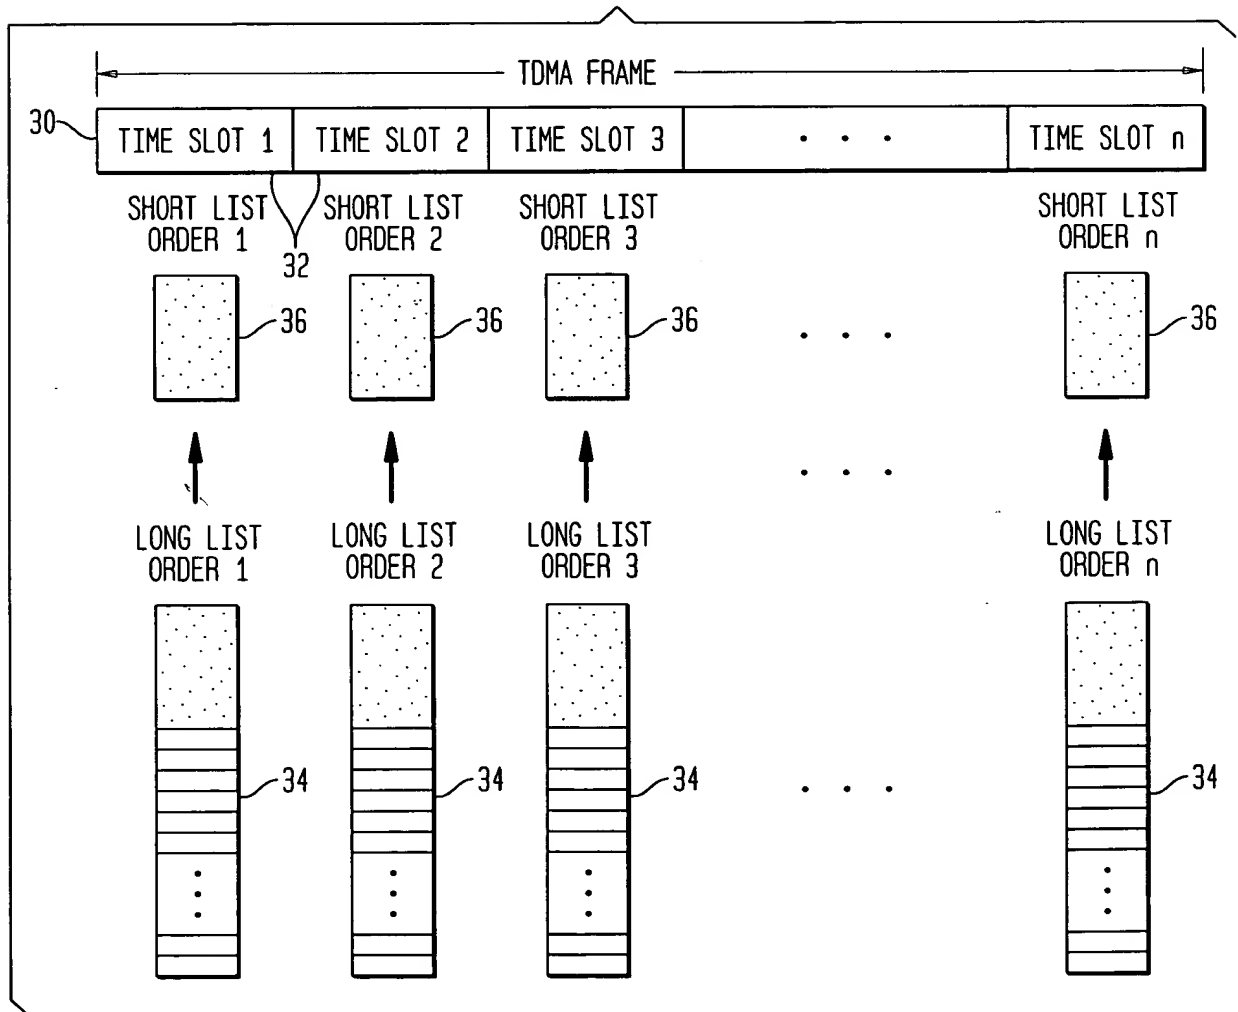 TDMA FRAME
30 TIME SLOT 1 TIME SLOT 2 TIME SLOT 3 . . . TIME SLOT n
SHORT LIST SHORT LIST SHORT LIST SHORT LIST
ORDER 1 ORDER 2 ORDER 3 ORDER n
32
36 36 36 . . . 36
. . .
LONG LIST LONG LIST LONG LIST LONG LIST
ORDER 1 ORDER 2 ORDER 3 ORDER n
34 34 34 . . . 34